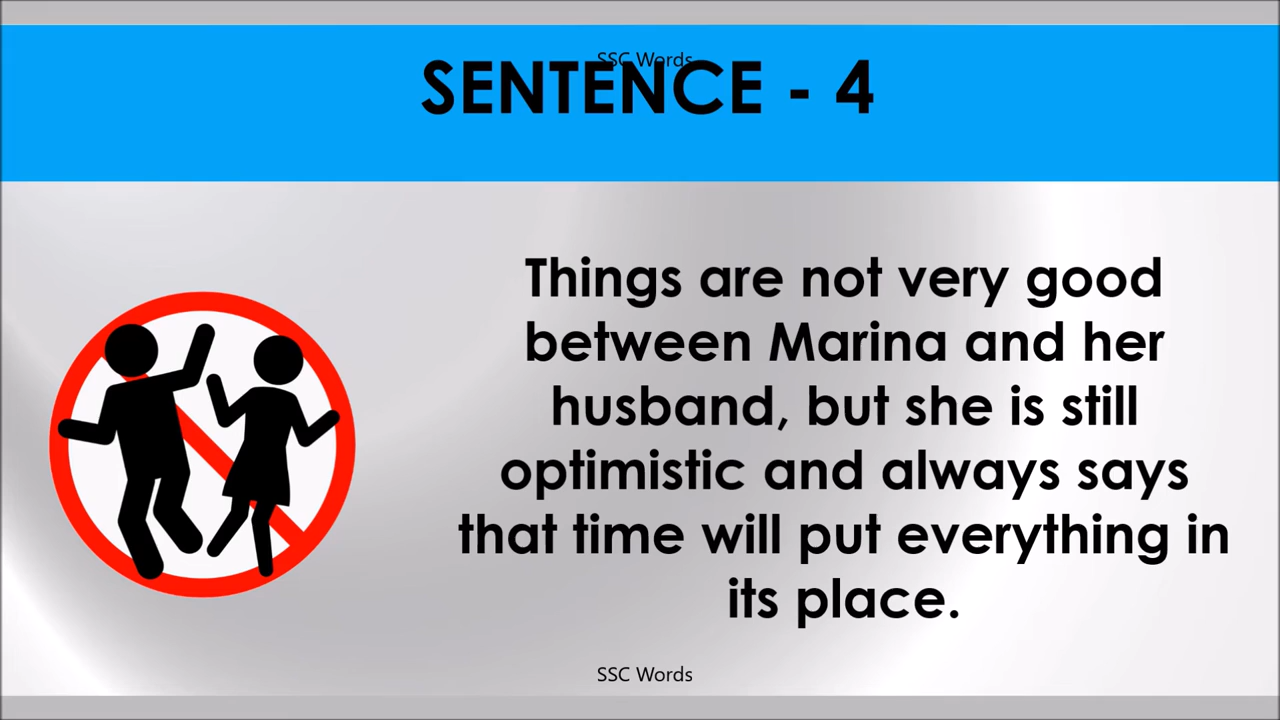 SSC Words
SENTENCE - 4
Things are not very good
between Marina and her
husband, but she is still
optimistic and always says
that time will put everything in
its place.
SSC Words